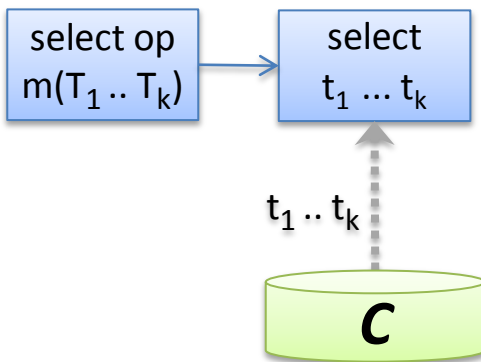 select op
m(T₁ .. Tₖ)
select
t₁ ... tₖ
t₁ .. tₖ
C